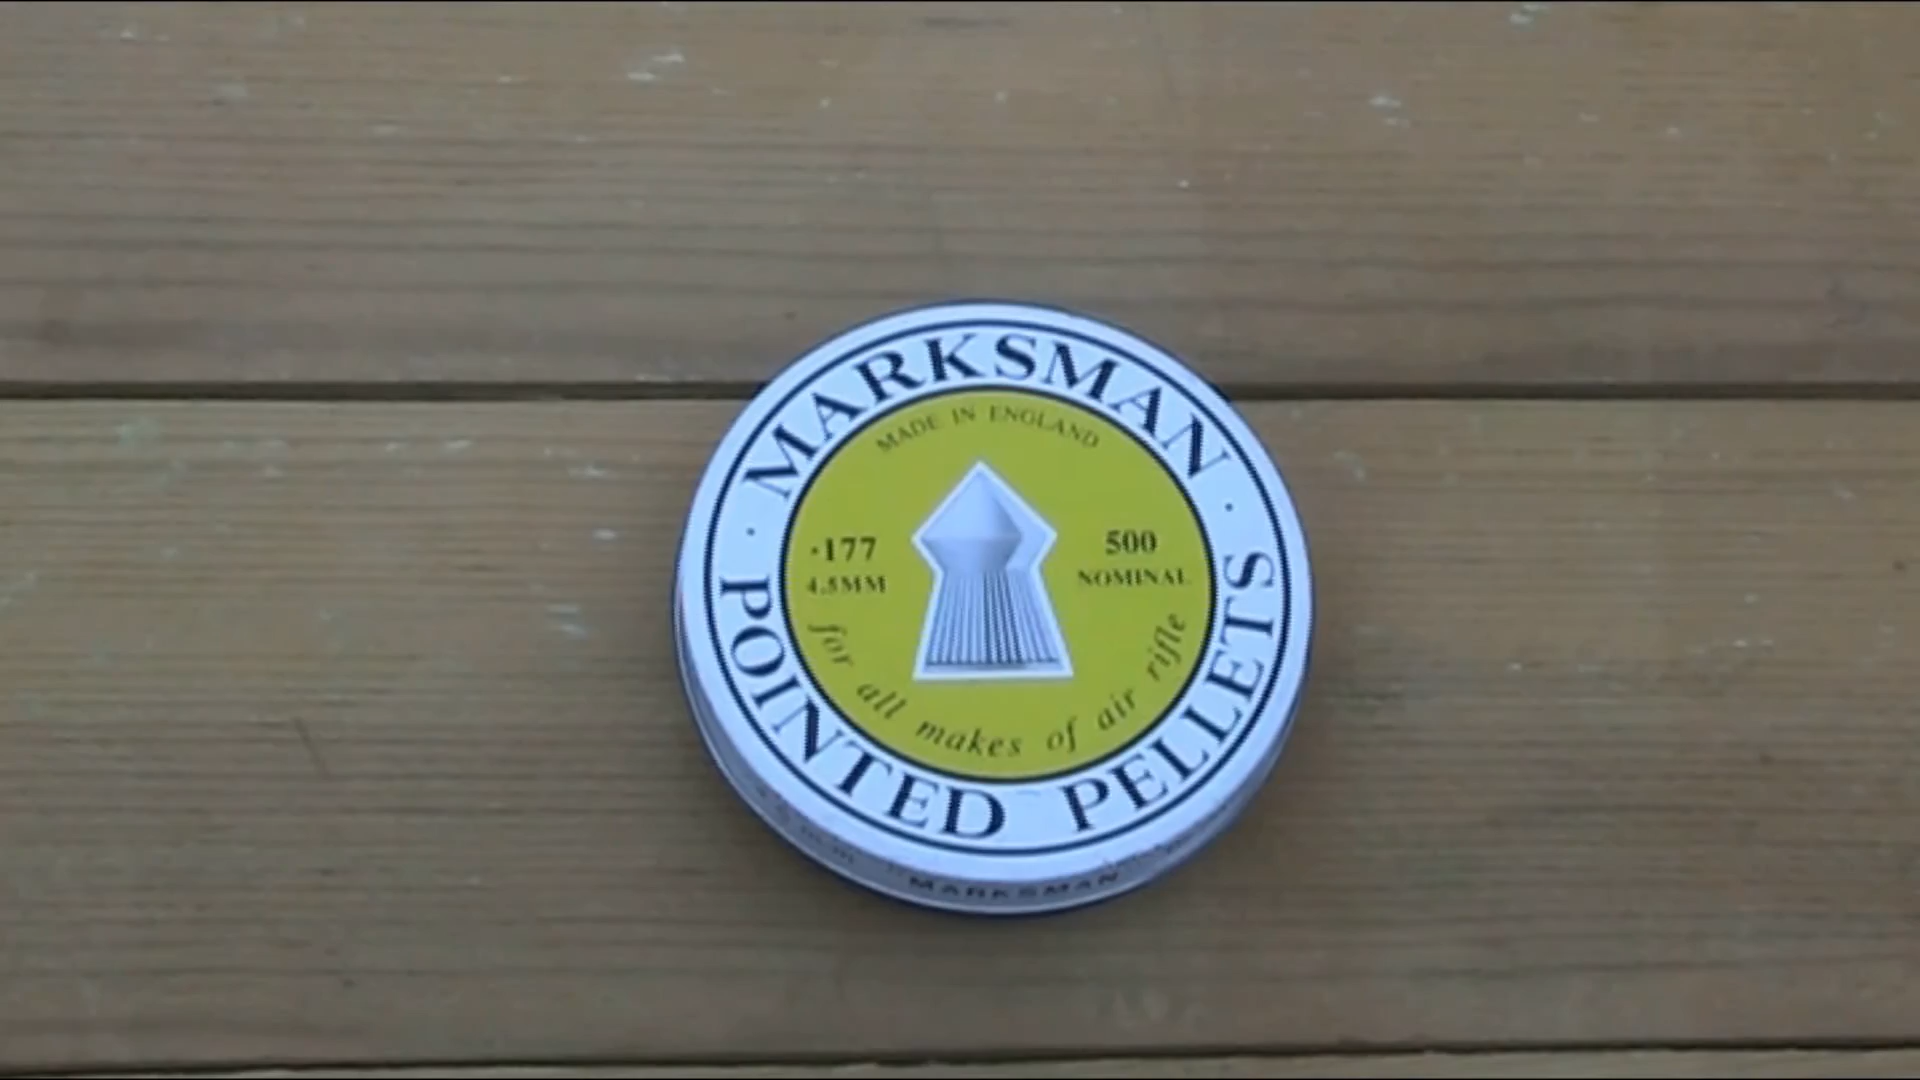 MARKSMAN
MADE IN ENGLAND
·177
4.5MM
500
NOMINAL
for all makes of air rifle
POINTED PELLETS
MARKSMAN